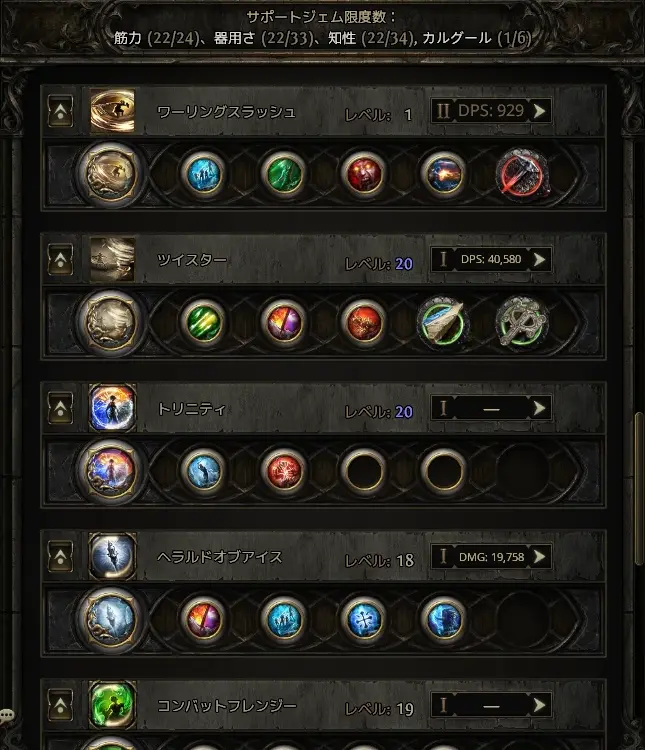 サポートジェム限度数：
筋力 (22/24)、器用さ (22/33)、知性 (22/34), カルグール (1/6)
ワーリングスラッシュ レベル: 1 II DPS: 929
ツイスター レベル: 20 I DPS: 40,580
トリニティ レベル: 20 I —
ヘラルドオブアイス レベル: 18 I DMG: 19,758
コンバットフレンジー レベル: 19 I —